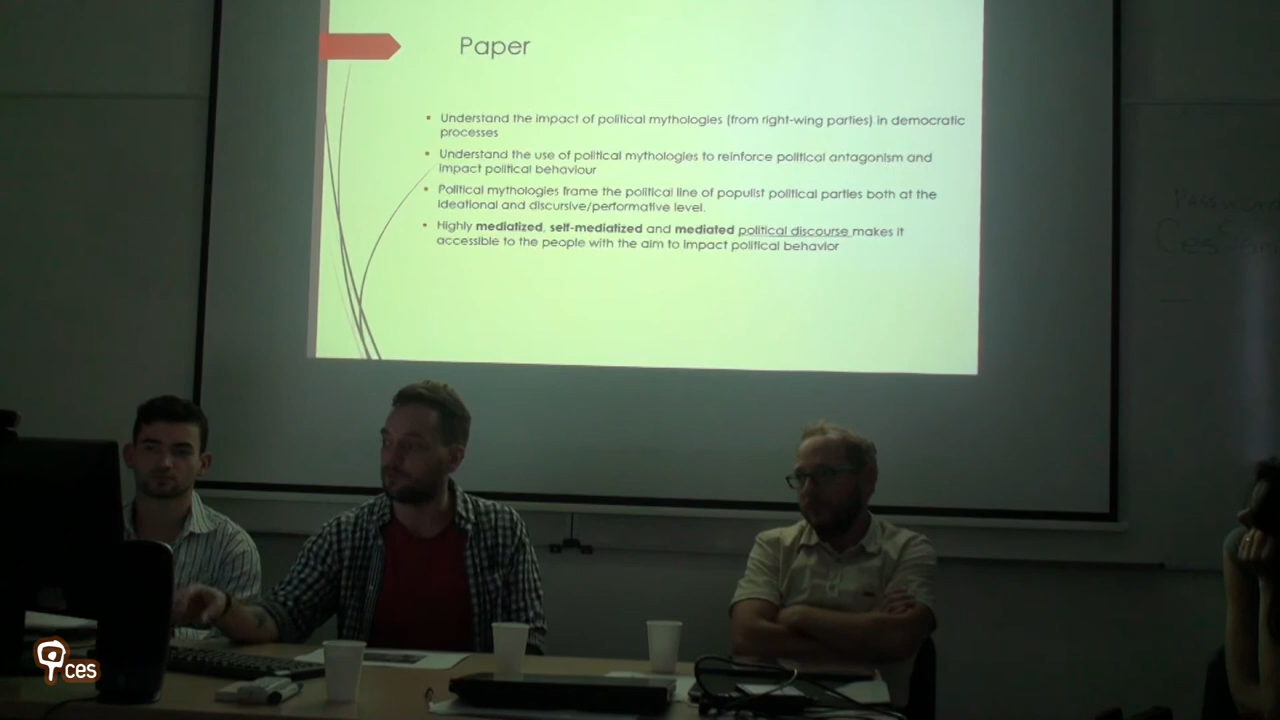 Paper
Understand the impact of political mythologies (from right-wing parties) in democratic
processes
Understand the use of political mythologies to reinforce political antagonism and
impact political behaviour
Political mythologies frame the political line of populist political parties both at the
ideational and discursive/performative level.
Highly mediatized, self-mediatized and mediated political discourse makes it
accessible to the people with the aim to impact political behavior
ces